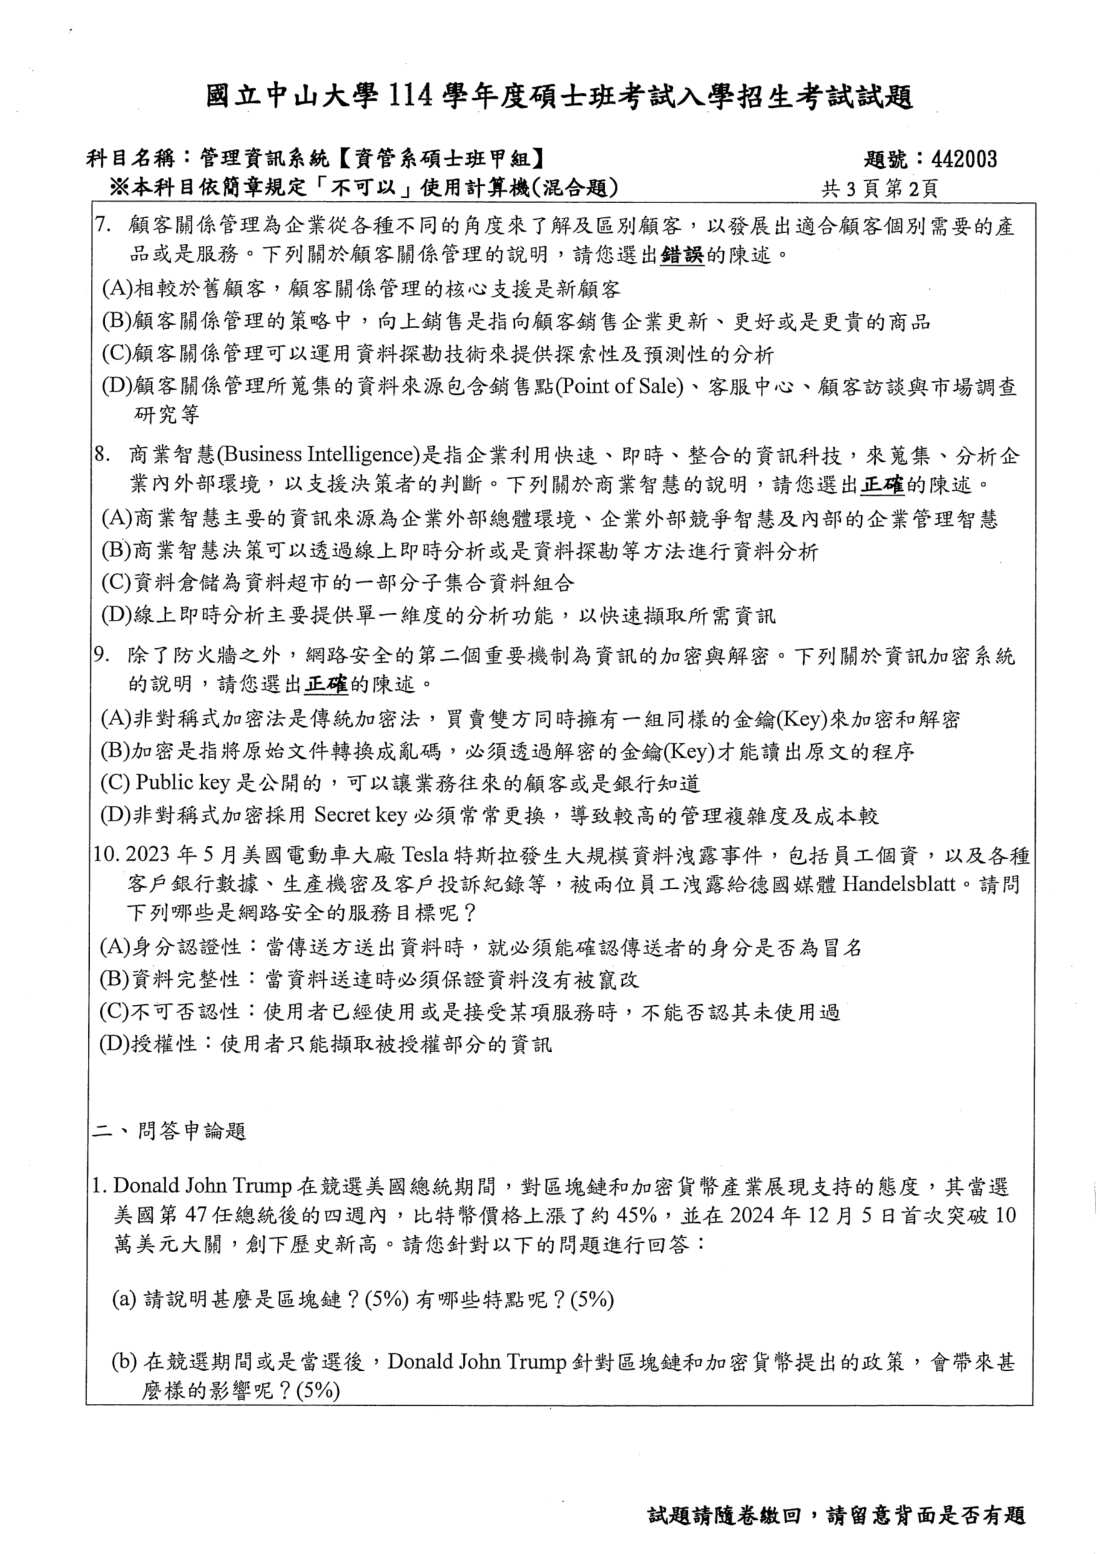 國立中山大學 114 學年度碩士班考試入學招生考試試題
科目名稱：管理資訊系統【資管系碩士班甲組】
題號：442003
※本科目依簡章規定「不可以」使用計算機(混合題)
共3頁第2頁
7. 顧客關係管理為企業從各種不同的角度來了解及區別顧客，以發展出適合顧客個別需要的產
品或是服務。下列關於顧客關係管理的說明，請您選出錯誤的陳述。
(A)相較於舊顧客，顧客關係管理的核心支援是新顧客
(B)顧客關係管理的策略中，向上銷售是指向顧客銷售企業更新、更好或是更貴的商品
(C)顧客關係管理可以運用資料探勘技術來提供探索性及預測性的分析
(D)顧客關係管理所蒐集的資料來源包含銷售點(Point of Sale)、客服中心、顧客訪談與市場調查
研究等
8. 商業智慧(Business Intelligence)是指企業利用快速、即時、整合的資訊科技，來蒐集、分析企
業內外部環境，以支援決策者的判斷。下列關於商業智慧的說明，請您選出正確的陳述。
(A)商業智慧主要的資訊來源為企業外部總體環境、企業外部競爭智慧及內部的企業管理智慧
(B)商業智慧決策可以透過線上即時分析或是資料探勘等方法進行資料分析
(C)資料倉儲為資料超市的一部分子集合資料組合
(D)線上即時分析主要提供單一維度的分析功能，以快速擷取所需資訊
9. 除了防火牆之外，網路安全的第二個重要機制為資訊的加密與解密。下列關於資訊加密系統
的說明，請您選出正確的陳述。
(A)非對稱式加密法是傳統加密法，買賣雙方同時擁有一組同樣的金鑰(Key)來加密和解密
(B)加密是指將原始文件轉換成亂碼，必須透過解密的金鑰(Key)才能讀出原文的程序
(C) Public key 是公開的，可以讓業務往來的顧客或是銀行知道
(D)非對稱式加密採用 Secret key 必須常常更換，導致較高的管理複雜度及成本較
10. 2023 年 5 月美國電動車大廠 Tesla 特斯拉發生大規模資料洩露事件，包括員工個資，以及各種
客戶銀行數據、生產機密及客戶投訴紀錄等，被兩位員工洩露給德國媒體 Handelsblatt。請問
下列哪些是網路安全的服務目標呢？
(A)身分認證性：當傳送方送出資料時，就必須能確認傳送者的身分是否為冒名
(B)資料完整性：當資料送達時必須保證資料沒有被竄改
(C)不可否認性：使用者已經使用或是接受某項服務時，不能否認其未使用過
(D)授權性：使用者只能擷取被授權部分的資訊
二、問答申論題
1. Donald John Trump 在競選美國總統期間，對區塊鏈和加密貨幣產業展現支持的態度，其當選
美國第 47 任總統後的四週內，比特幣價格上漲了約 45%，並在 2024 年 12 月 5 日首次突破 10
萬美元大關，創下歷史新高。請您針對以下的問題進行回答：
(a) 請說明甚麼是區塊鏈？(5%) 有哪些特點呢？(5%)
(b) 在競選期間或是當選後，Donald John Trump 針對區塊鏈和加密貨幣提出的政策，會帶來甚
麼樣的影響呢？(5%)
試題請隨卷繳回，請留意背面是否有題